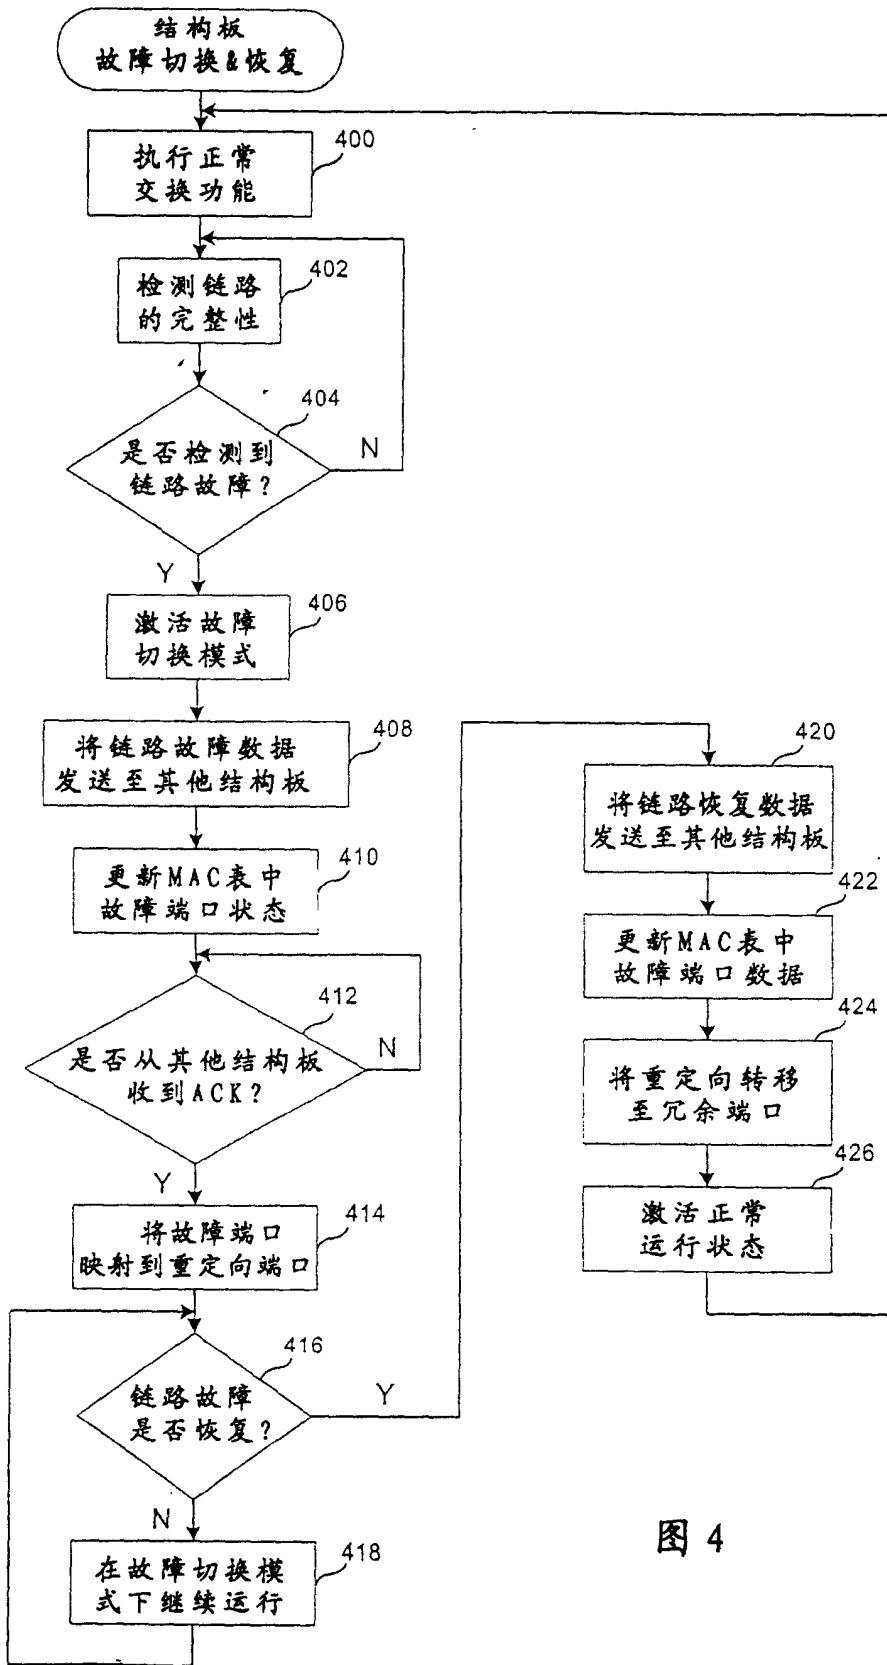 结构板
故障切换&恢复
执行正常
交换功能
400
检测链路
的完整性
402
是否检测到
链路故障?
404
N
Y
激活故障
切换模式
406
将链路故障数据
发送至其他结构板
408
更新MAC表中
故障端口状态
410
是否从其他结构板
收到ACK?
412
N
Y
将故障端口
映射到重定向端口
414
链路故障
是否恢复?
416
Y
N
在故障切换模
式下继续运行
418
将链路恢复数据
发送至其他结构板
420
更新MAC表中
故障端口数据
422
将重定向转移
至冗余端口
424
激活正常
运行状态
426
图 4